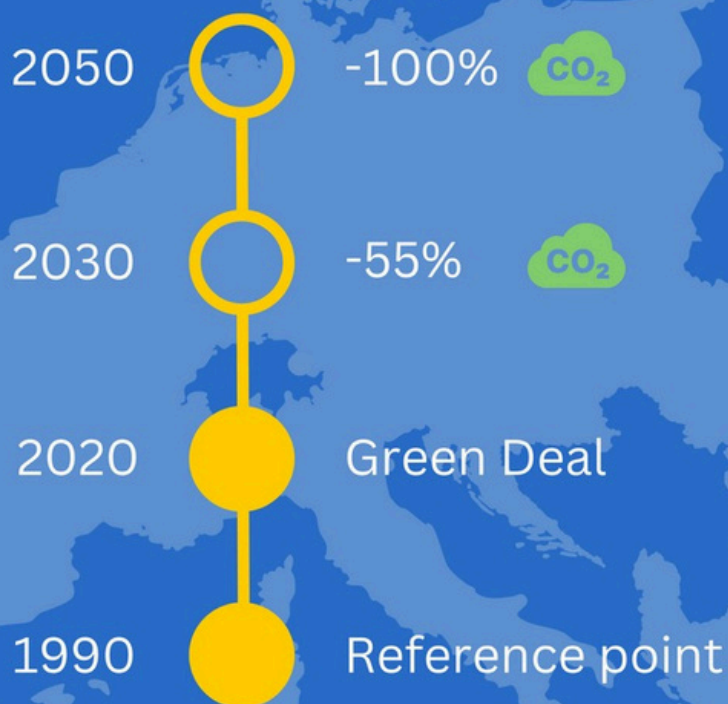 2050 -100% CO₂
2030 -55% CO₂
2020 Green Deal
1990 Reference point